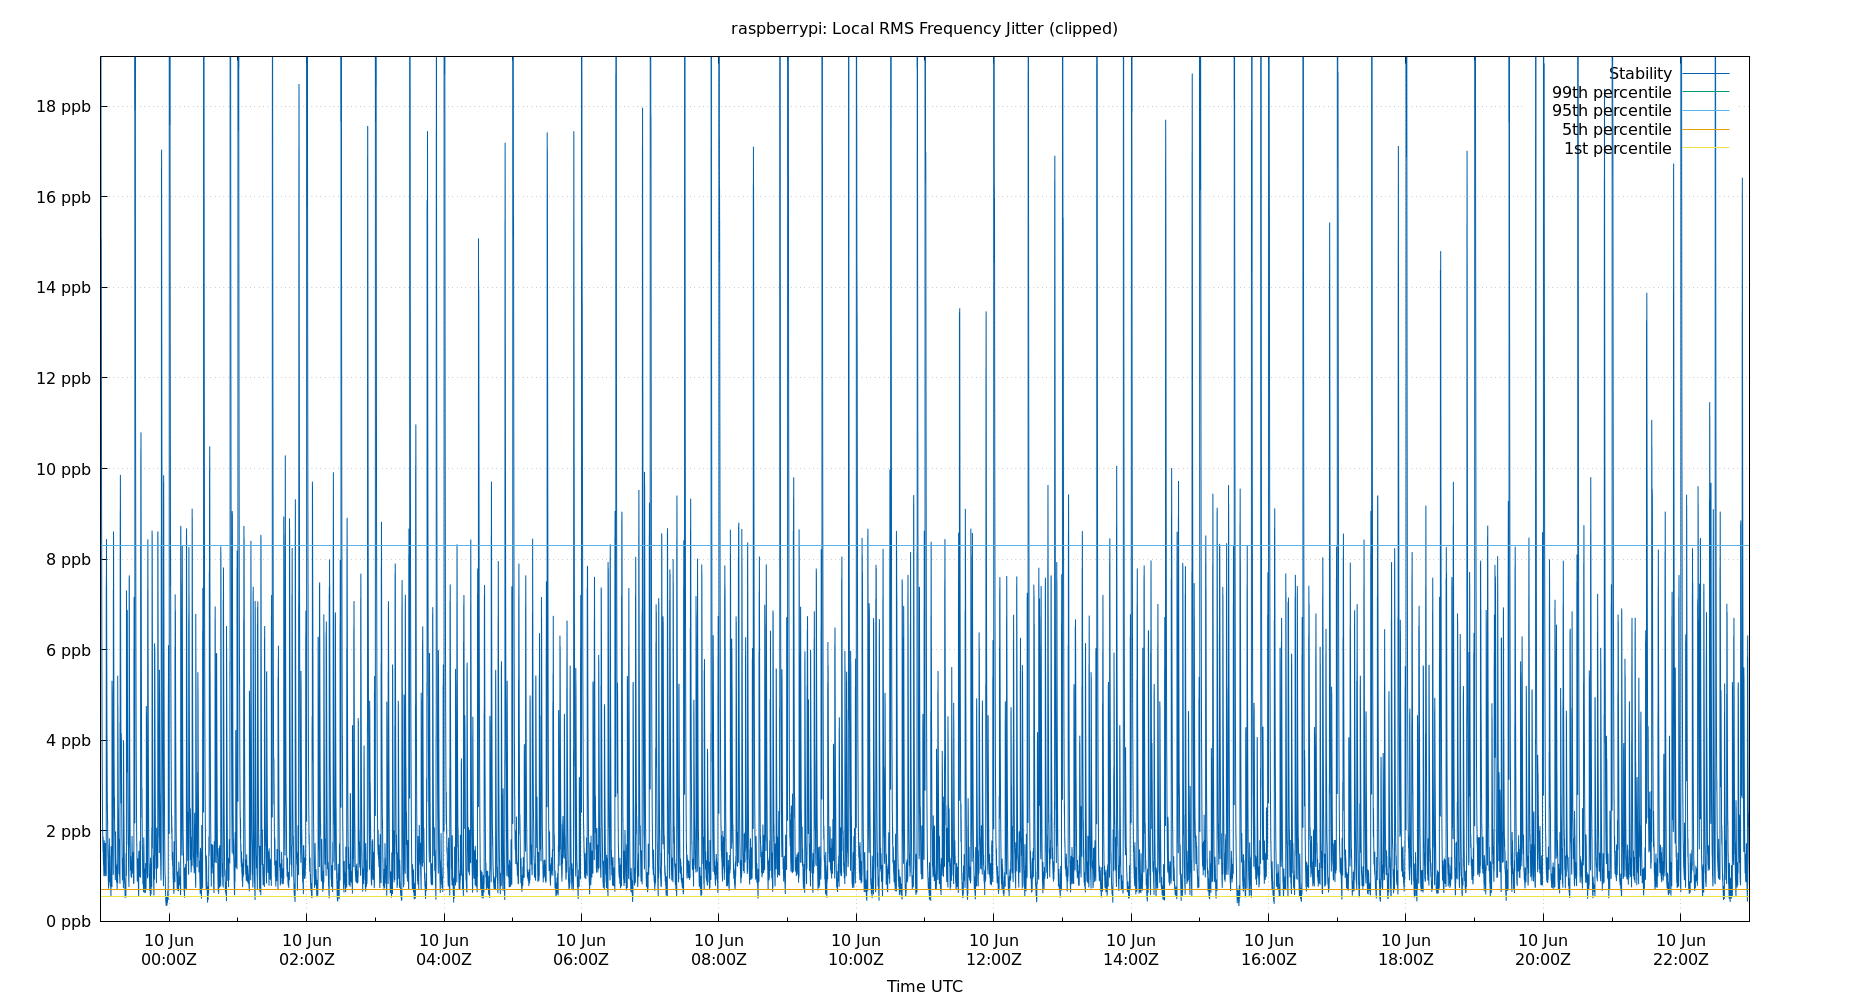 raspberrypi: Local RMS Frequency Jitter (clipped)
Stability
99th percentile
95th percentile
5th percentile
1st percentile
18 ppb
16 ppb
14 ppb
12 ppb
10 ppb
8 ppb
6 ppb
4 ppb
2 ppb
0 ppb
10 Jun 10 Jun 10 Jun 10 Jun 10 Jun 10 Jun 10 Jun 10 Jun 10 Jun 10 Jun 10 Jun 10 Jun
00:00Z 02:00Z 04:00Z 06:00Z 08:00Z 10:00Z 12:00Z 14:00Z 16:00Z 18:00Z 20:00Z 22:00Z
Time UTC